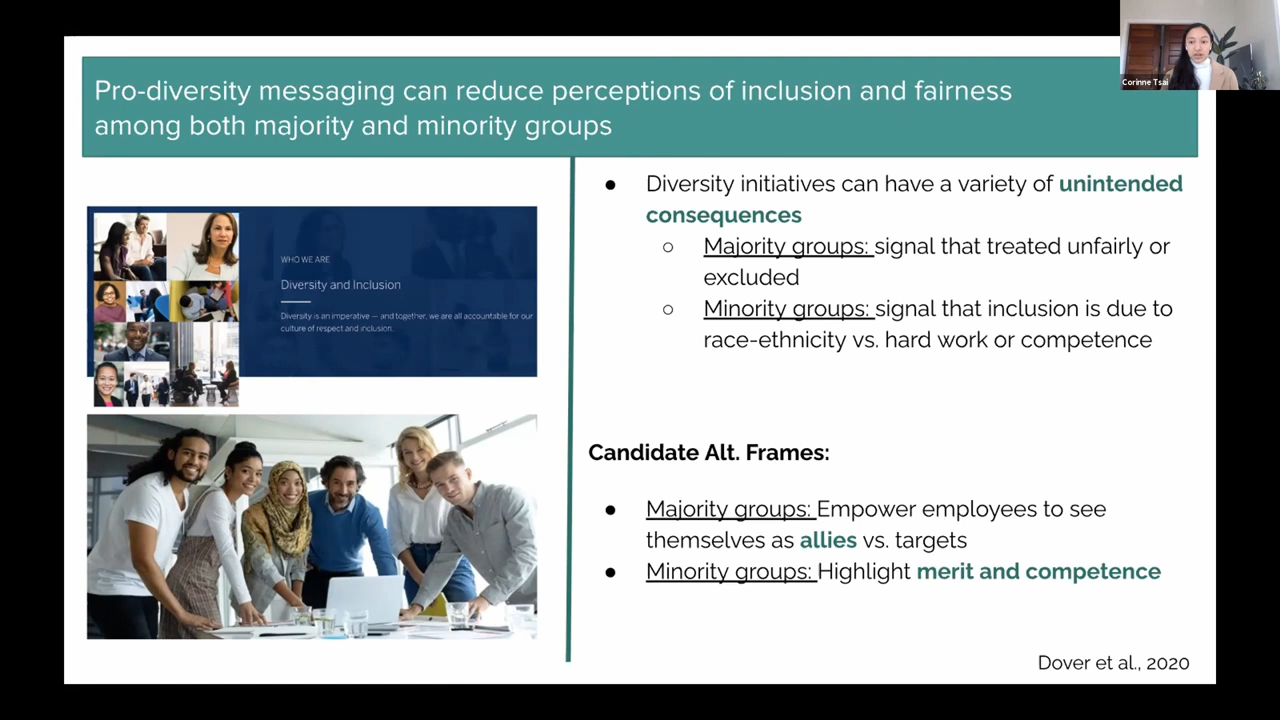 Pro-diversity messaging can reduce perceptions of inclusion and fairness
among both majority and minority groups
Corinne Tsai
WHO WE ARE
Diversity and Inclusion
Diversity is an imperative — and together, we are all accountable for our
culture of respect and inclusion.
● Diversity initiatives can have a variety of unintended
consequences
○ Majority groups: signal that treated unfairly or
excluded
○ Minority groups: signal that inclusion is due to
race-ethnicity vs. hard work or competence
Candidate Alt. Frames:
● Majority groups: Empower employees to see
themselves as allies vs. targets
● Minority groups: Highlight merit and competence
Dover et al., 2020